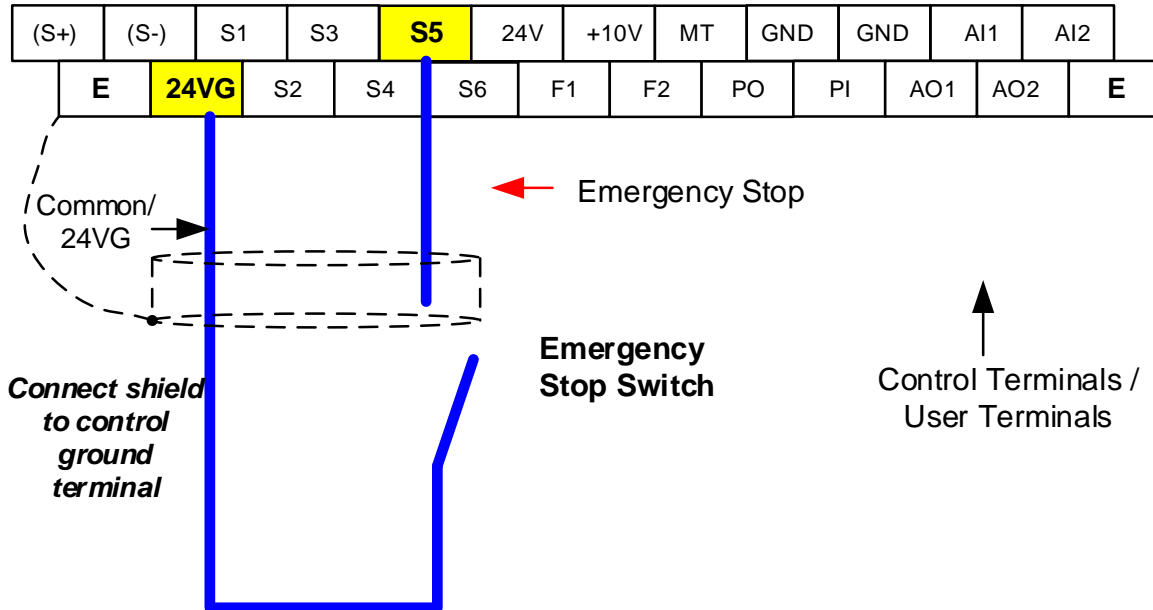 (S+) (S-) S1 S3 S5 24V +10V MT GND GND AI1 AI2
E 24VG S2 S4 S6 F1 F2 PO PI AO1 AO2 E
Emergency Stop
Common/
24VG
Emergency
Stop Switch
Connect shield
to control
ground
terminal
Control Terminals /
User Terminals